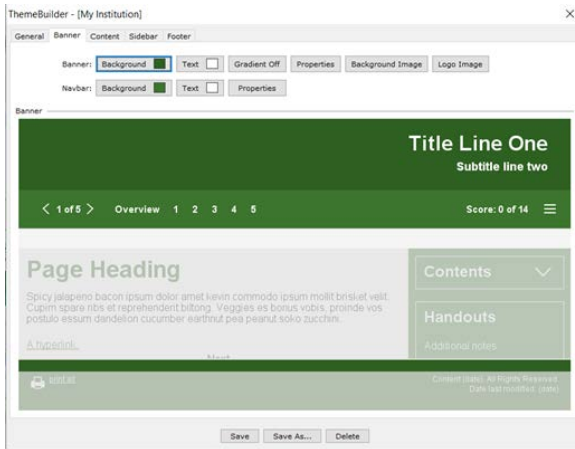 ThemeBuilder - [My Institution]
General Banner Content Sidebar Footer
Banner: Background Text Gradient Off Properties Background Image Logo Image
Navbar: Background Text Properties
Banner
Title Line One
Subtitle line two
1 of 5 Overview 1 2 3 4 5 Score: 0 of 14
Page Heading
Spicy jalapeno bacon ipsum dolor amet kevin commodo ipsum mollit brisket velit.
Cupim spare ribs et reprehenderit biltong. Veggies es bonus vobis, proinde vos
postulo essum dandelion cucumber earthnut pea peanut soko zucchini.
A hyperlink.
Next
Contents
Handouts
Additional notes
Print all
Content (date). All Rights Reserved.
Date last modified: (date)
Save Save As... Delete